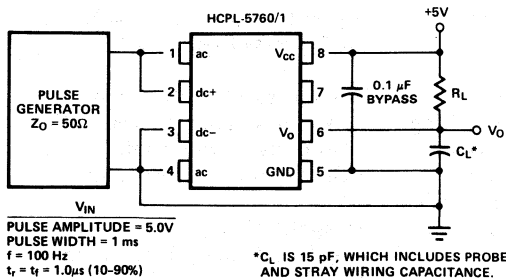 HCPL-5760/1
+5V
PULSE
GENERATOR
Z₀ = 50Ω
1 ac
2 dc+
3 dc−
4 ac
V_CC 8
7
V_O 6
GND 5
0.1 μF
BYPASS
R_L
V_O
C_L*
V_IN
PULSE AMPLITUDE = 5.0V
PULSE WIDTH = 1 ms
f = 100 Hz
t_r = t_f = 1.0μs (10-90%)
*C_L IS 15 pF, WHICH INCLUDES PROBE
AND STRAY WIRING CAPACITANCE.